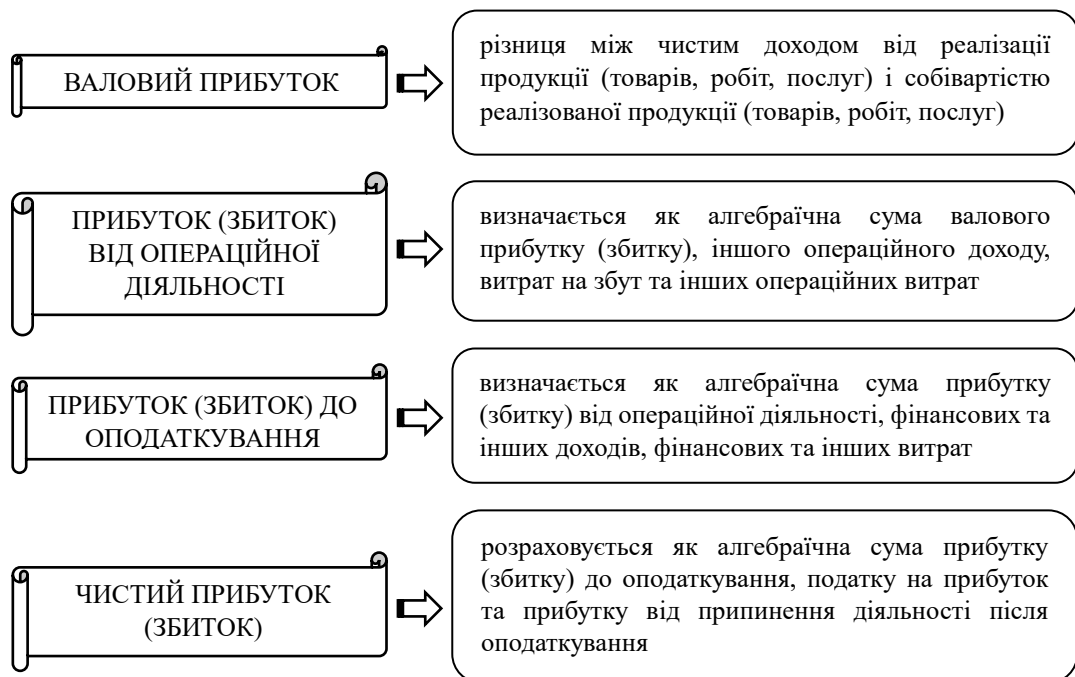 ВАЛОВИЙ ПРИБУТОК
різниця між чистим доходом від реалізації
продукції (товарів, робіт, послуг) і собівартістю
реалізованої продукції (товарів, робіт, послуг)
ПРИБУТОК (ЗБИТОК)
ВІД ОПЕРАЦІЙНОЇ
ДІЯЛЬНОСТІ
визначається як алгебраїчна сума валового
прибутку (збитку), іншого операційного доходу,
витрат на збут та інших операційних витрат
ПРИБУТОК (ЗБИТОК) ДО
ОПОДАТКУВАННЯ
визначається як алгебраїчна сума прибутку
(збитку) від операційної діяльності, фінансових та
інших доходів, фінансових та інших витрат
ЧИСТИЙ ПРИБУТОК
(ЗБИТОК)
розраховується як алгебраїчна сума прибутку
(збитку) до оподаткування, податку на прибуток
та прибутку від припинення діяльності після
оподаткування